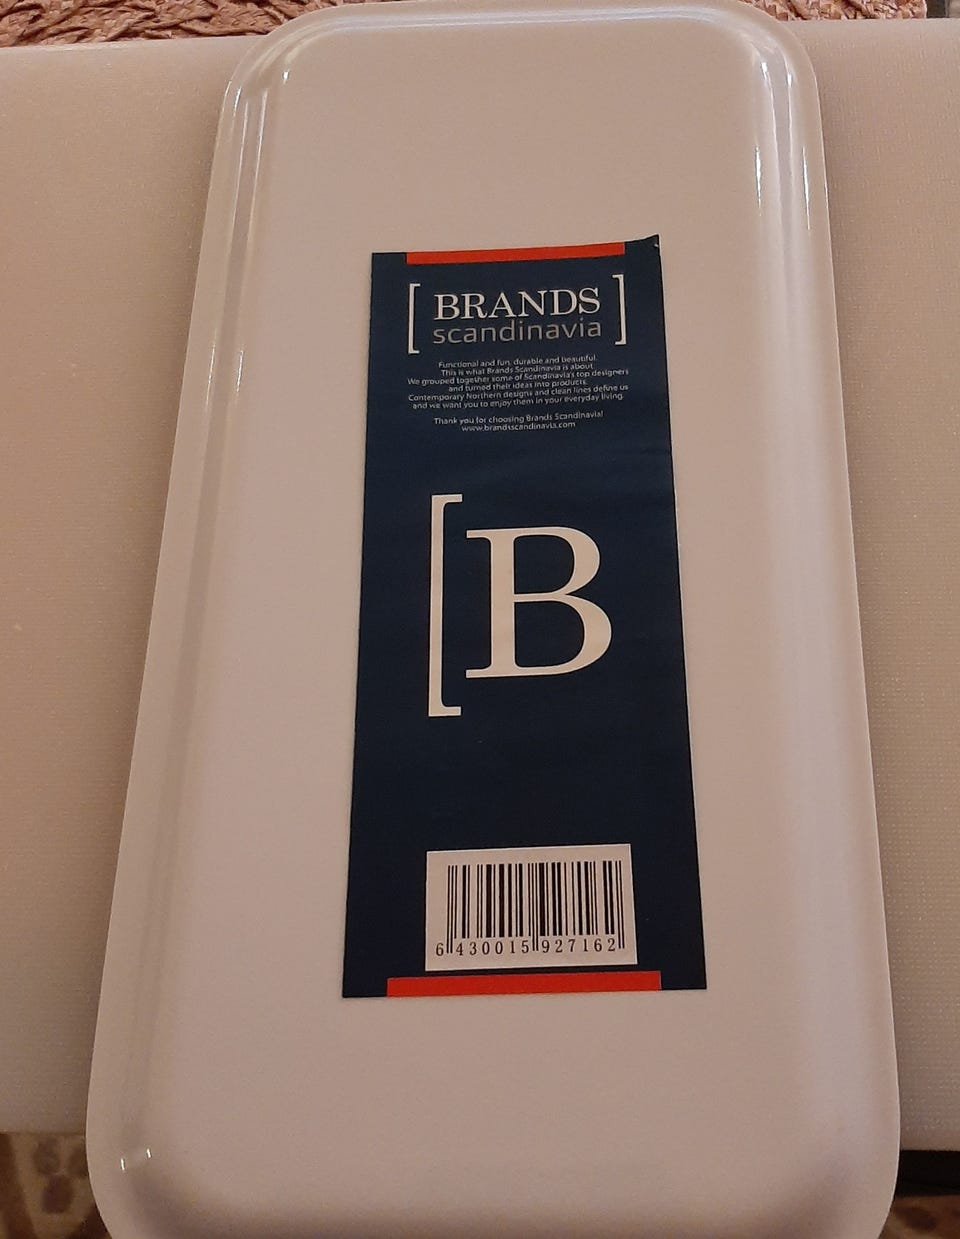 [ BRANDS ]
scandinavia
Functional and fun, durable and beautiful.
This is what Brands Scandinavia is about.
We grouped together some of Scandinavia's top designers
and turned their ideas into products.
Contemporary Northern designs and clean lines define us
and we want you to enjoy them in your everyday living.
Thank you for choosing Brands Scandinavia!
www.brandsscandinavia.com
[B
6 430015 927162